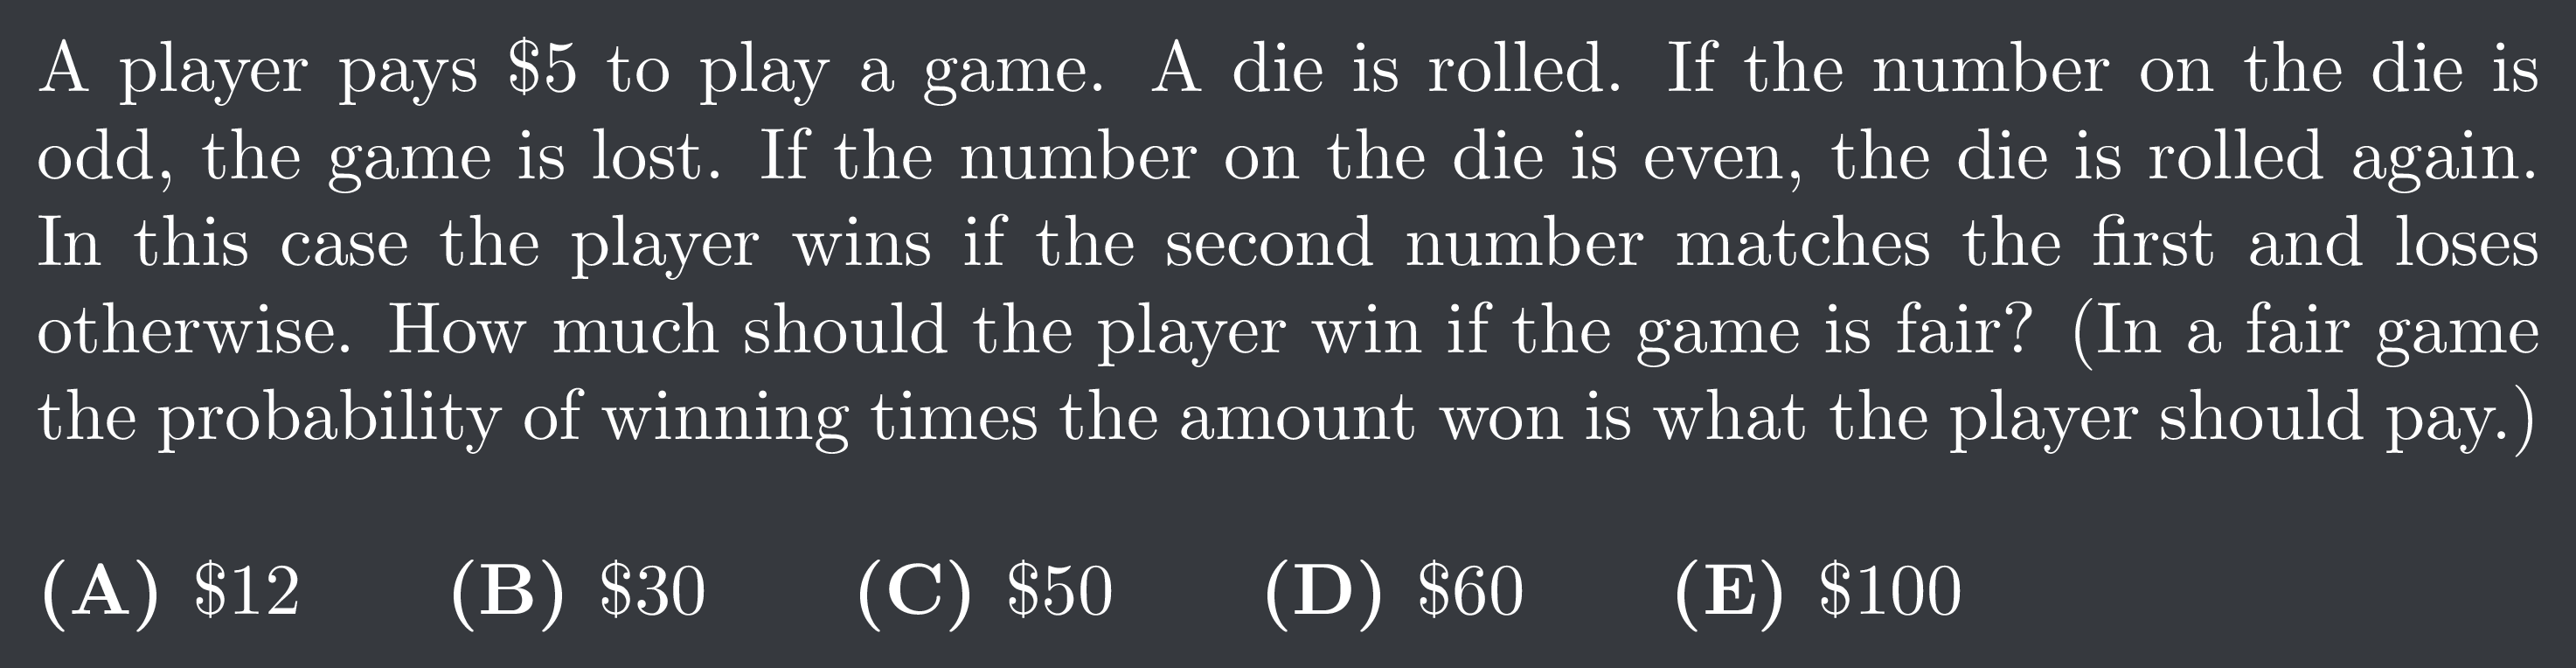 A player pays $5 to play a game. A die is rolled. If the number on the die is
odd, the game is lost. If the number on the die is even, the die is rolled again.
In this case the player wins if the second number matches the first and loses
otherwise. How much should the player win if the game is fair? (In a fair game
the probability of winning times the amount won is what the player should pay.)
(A) $12 (B) $30 (C) $50 (D) $60 (E) $100